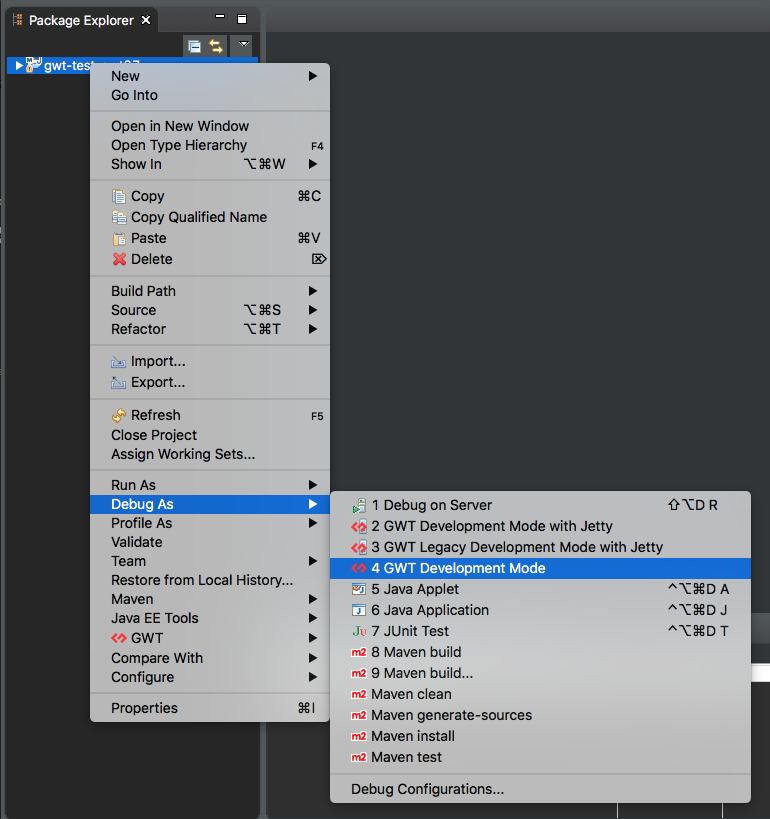 Package Explorer
New
Go Into
Open in New Window
Open Type Hierarchy F4
Show In ⌥⌘W
Copy ⌘C
Copy Qualified Name
Paste ⌘V
Delete ⌦
Build Path
Source ⌥⌘S
Refactor ⌥⌘T
Import...
Export...
Refresh F5
Close Project
Assign Working Sets...
Run As
Debug As
Profile As
Validate
Team
Restore from Local History...
Maven
Java EE Tools
GWT
Compare With
Configure
Properties ⌘I
1 Debug on Server ⇧⌥D R
2 GWT Development Mode with Jetty
3 GWT Legacy Development Mode with Jetty
4 GWT Development Mode
5 Java Applet ^⌥⌘D A
6 Java Application ^⌥⌘D J
Ju 7 JUnit Test ^⌥⌘D T
m2 8 Maven build
m2 9 Maven build...
m2 Maven clean
m2 Maven generate-sources
m2 Maven install
m2 Maven test
Debug Configurations...